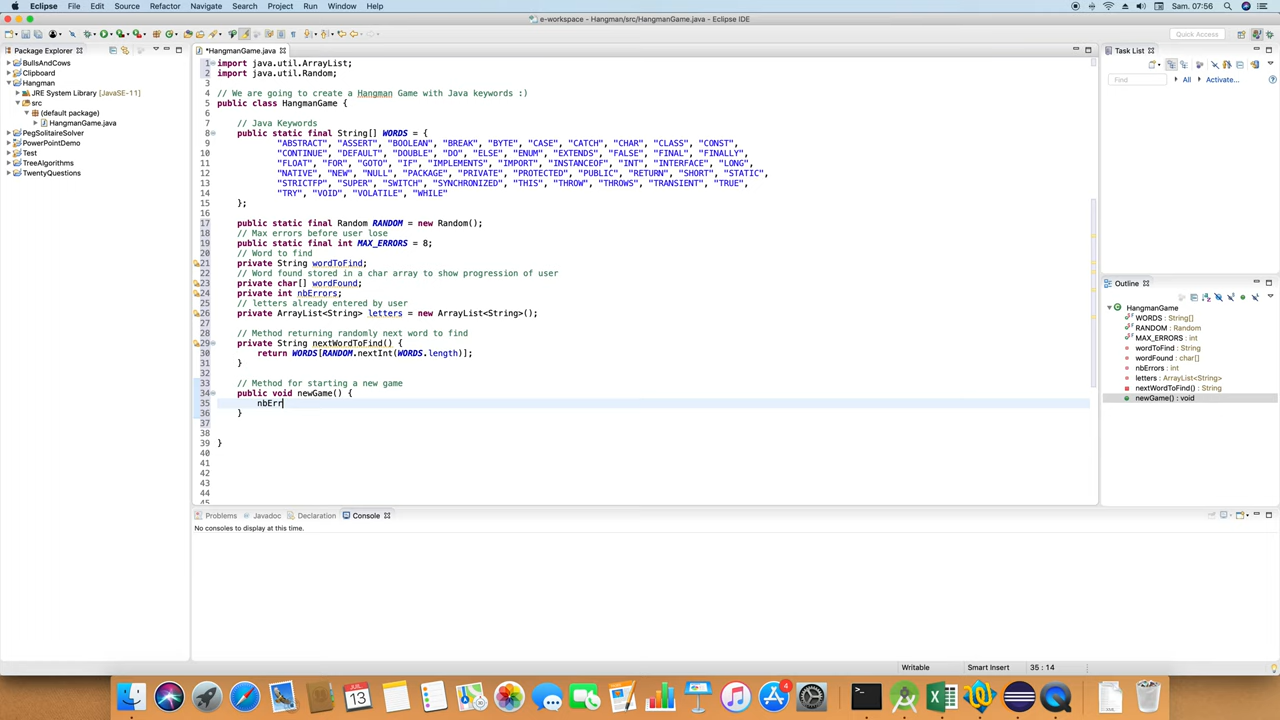 Eclipse File Edit Source Refactor Navigate Search Project Run Window Help Sam. 07:56
e-workspace - Hangman/src/HangmanGame.java - Eclipse IDE
Quick Access
Package Explorer
*HangmanGame.java
Task List
BullsAndCows
Clipboard
Hangman
JRE System Library [JavaSE-11]
src
(default package)
HangmanGame.java
PegSolitaireSolver
PowerPointDemo
Test
TreeAlgorithms
TwentyQuestions
1 import java.util.ArrayList;
2 import java.util.Random;
3
4 // We are going to create a Hangman Game with Java keywords :)
5 public class HangmanGame {
6
7 // Java Keywords
8 public static final String[] WORDS = {
9 "ABSTRACT", "ASSERT", "BOOLEAN", "BREAK", "BYTE", "CASE", "CATCH", "CHAR", "CLASS", "CONST",
10 "CONTINUE", "DEFAULT", "DOUBLE", "DO", "ELSE", "ENUM", "EXTENDS", "FALSE", "FINAL", "FINALLY",
11 "FLOAT", "FOR", "GOTO", "IF", "IMPLEMENTS", "IMPORT", "INSTANCEOF", "INT", "INTERFACE", "LONG",
12 "NATIVE", "NEW", "NULL", "PACKAGE", "PRIVATE", "PROTECTED", "PUBLIC", "RETURN", "SHORT", "STATIC",
13 "STRICTFP", "SUPER", "SWITCH", "SYNCHRONIZED", "THIS", "THROW", "THROWS", "TRANSIENT", "TRUE",
14 "TRY", "VOID", "VOLATILE", "WHILE"
15 };
16
17 public static final Random RANDOM = new Random();
18 // Max errors before user lose
19 public static final int MAX_ERRORS = 8;
20 // Word to find
21 private String wordToFind;
22 // Word found stored in a char array to show progression of user
23 private char[] wordFound;
24 private int nbErrors;
25 // letters already entered by user
26 private ArrayList<String> letters = new ArrayList<String>();
27
28 // Method returning randomly next word to find
29 private String nextWordToFind() {
30 return WORDS[RANDOM.nextInt(WORDS.length)];
31 }
32
33 // Method for starting a new game
34 public void newGame() {
35 nbErr
36 }
37
38
39 }
40
41
42
43
44
45
Find All Activate...
Outline
HangmanGame
WORDS : String[]
RANDOM : Random
MAX_ERRORS : int
wordToFind : String
wordFound : char[]
nbErrors : int
letters : ArrayList<String>
nextWordToFind() : String
newGame() : void
Problems Javadoc Declaration Console
No consoles to display at this time.
Writable Smart Insert 35 : 14
JUIL. 13
4